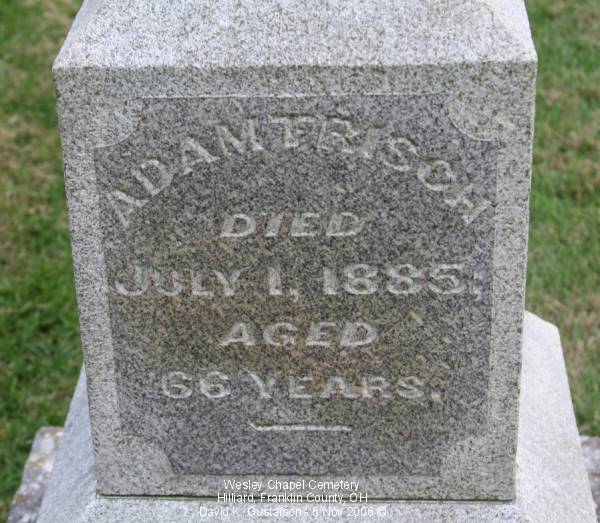 ADAM TRISCH
DIED
JULY 1, 1885;
AGED
66 YEARS.
Wesley Chapel Cemetery
Hilliard, Franklin County, OH
David K. Gustafson - 5 Nov 2006 ©